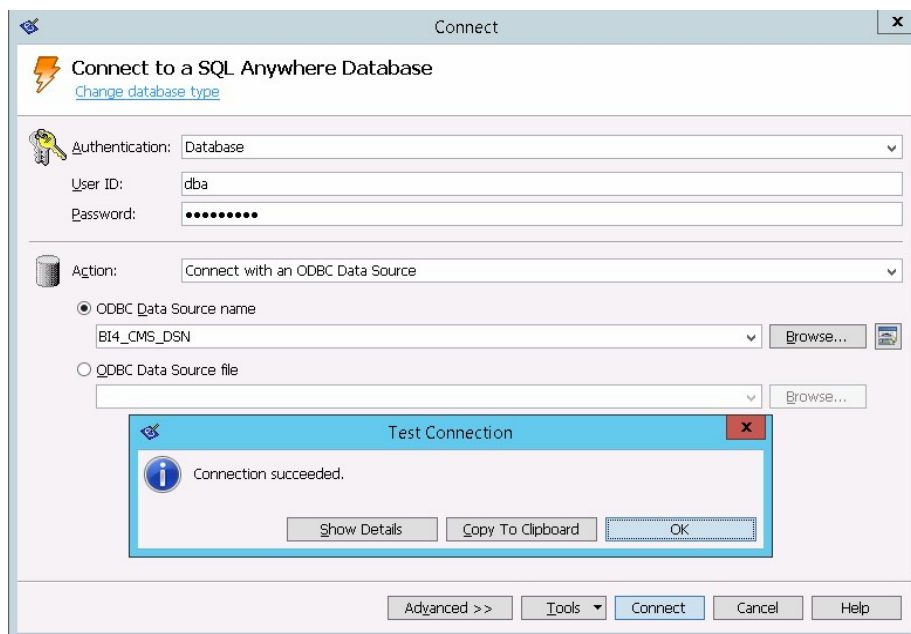 Connect
x
Connect to a SQL Anywhere Database
Change database type
Authentication: Database
User ID: dba
Password: •••••••••
Action: Connect with an ODBC Data Source
ODBC Data Source name
BI4_CMS_DSN Browse...
ODBC Data Source file
Browse...
Test Connection
x
Connection succeeded.
Show Details Copy To Clipboard OK
Advanced >> Tools Connect Cancel Help